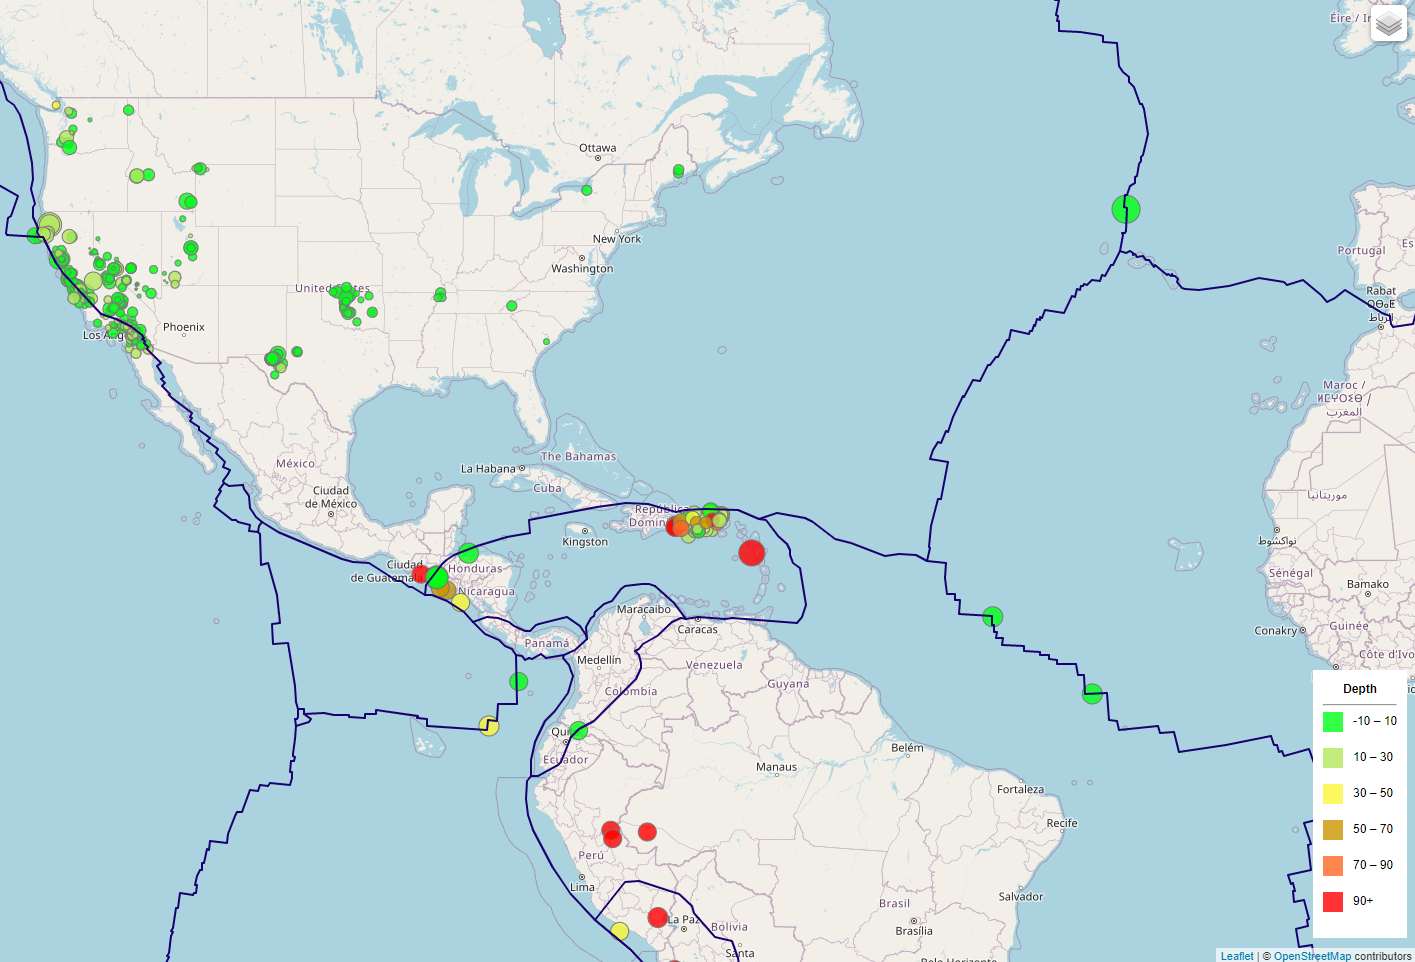 Éire / Ir
Ottawa
New York
Washington
Portugal
Es
Rabat
ⵔⴱⴰⵟ
الرباط
United States
Phoenix
Los Ang
Maroc /
ⵍⵎⵖⵔⵉⴱ /
المغرب
The Bahamas
La Habana
México
Cuba
Ciudad
de México
República
Domin
موريتانيا
Kingston
نواكشوط
Ciudad
de Guatemala
Honduras
Sénégal
Nicaragua
Bamako
Maracaibo
Caracas
Conakry
Guinée
Panamá
Medellín
Venezuela
Côte d'Ivo
Guyana
Colombia
Quito
Ecuador
Belém
Manaus
Fortaleza
Recife
Perú
Lima
Salvador
Brasil
La Paz
Bolivia
Brasília
Santa
Belo Horizonte
Depth
-10 – 10
10 – 30
30 – 50
50 – 70
70 – 90
90+
Leaflet | © OpenStreetMap contributors